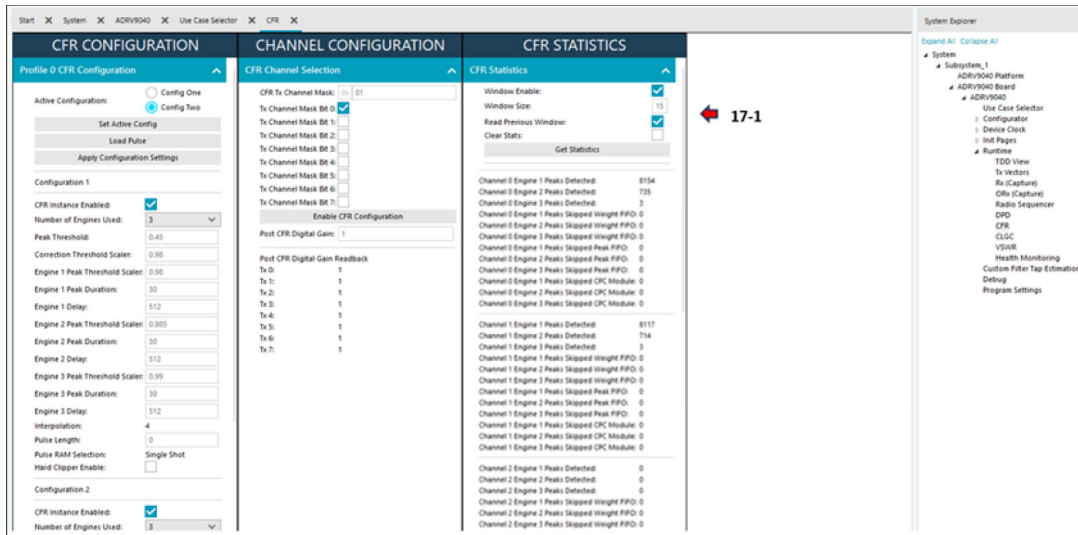 Start X System X ADRV9040 X Use Case Selector X CFR X
CFR CONFIGURATION
Profile 0 CFR Configuration
Active Configuration:
Config One
Config Two
Set Active Config
Load Pulse
Apply Configuration Settings
Configuration 1
CFR Instance Enabled:
Number of Engines Used: 3
Peak Threshold: 0.45
Correction Threshold Scaler: 0.98
Engine 1 Peak Threshold Scaler: 0.98
Engine 1 Peak Duration: 30
Engine 1 Delay: 512
Engine 2 Peak Threshold Scaler: 0.985
Engine 2 Peak Duration: 30
Engine 2 Delay: 512
Engine 3 Peak Threshold Scaler: 0.99
Engine 3 Peak Duration: 30
Engine 3 Delay: 512
Interpolation: 4
Pulse Length: 0
Pulse RAM Selection: Single Shot
Hard Clipper Enable:
Configuration 2
CFR Instance Enabled:
Number of Engines Used: 3
CHANNEL CONFIGURATION
CFR Channel Selection
CFR Tx Channel Mask: 0x 01
Tx Channel Mask Bit 0:
Tx Channel Mask Bit 1:
Tx Channel Mask Bit 2:
Tx Channel Mask Bit 3:
Tx Channel Mask Bit 4:
Tx Channel Mask Bit 5:
Tx Channel Mask Bit 6:
Tx Channel Mask Bit 7:
Enable CFR Configuration
Post CFR Digital Gain: 1
Post CFR Digital Gain Readback
Tx 0: 1
Tx 1: 1
Tx 2: 1
Tx 3: 1
Tx 4: 1
Tx 5: 1
Tx 6: 1
Tx 7: 1
CFR STATISTICS
CFR Statistics
Window Enable:
Window Size: 15
Read Previous Window:
Clear Stats:
Get Statistics
Channel 0 Engine 1 Peaks Detected: 8154
Channel 0 Engine 2 Peaks Detected: 735
Channel 0 Engine 3 Peaks Detected: 3
Channel 0 Engine 1 Peaks Skipped Weight FIFO: 0
Channel 0 Engine 2 Peaks Skipped Weight FIFO: 0
Channel 0 Engine 3 Peaks Skipped Weight FIFO: 0
Channel 0 Engine 1 Peaks Skipped Peak FIFO: 0
Channel 0 Engine 2 Peaks Skipped Peak FIFO: 0
Channel 0 Engine 3 Peaks Skipped Peak FIFO: 0
Channel 0 Engine 1 Peaks Skipped CPC Module: 0
Channel 0 Engine 2 Peaks Skipped CPC Module: 0
Channel 0 Engine 3 Peaks Skipped CPC Module: 0
Channel 1 Engine 1 Peaks Detected: 8117
Channel 1 Engine 2 Peaks Detected: 714
Channel 1 Engine 3 Peaks Detected: 3
Channel 1 Engine 1 Peaks Skipped Weight FIFO: 0
Channel 1 Engine 2 Peaks Skipped Weight FIFO: 0
Channel 1 Engine 3 Peaks Skipped Weight FIFO: 0
Channel 1 Engine 1 Peaks Skipped Peak FIFO: 0
Channel 1 Engine 2 Peaks Skipped Peak FIFO: 0
Channel 1 Engine 3 Peaks Skipped Peak FIFO: 0
Channel 1 Engine 1 Peaks Skipped CPC Module: 0
Channel 1 Engine 2 Peaks Skipped CPC Module: 0
Channel 1 Engine 3 Peaks Skipped CPC Module: 0
Channel 2 Engine 1 Peaks Detected: 0
Channel 2 Engine 2 Peaks Detected: 0
Channel 2 Engine 3 Peaks Detected: 0
Channel 2 Engine 1 Peaks Skipped Weight FIFO: 0
Channel 2 Engine 2 Peaks Skipped Weight FIFO: 0
Channel 2 Engine 3 Peaks Skipped Weight FIFO: 0
17-1
System Explorer
Expand All Collapse All
System
Subsystem_1
ADRV9040 Platform
ADRV9040 Board
ADRV9040
Use Case Selector
Configurator
Device Clock
Init Pages
Runtime
TDD View
Tx Vectors
Rx (Capture)
ORx (Capture)
Radio Sequencer
DPD
CFR
CLGC
VSWR
Health Monitoring
Custom Filter Tap Estimation
Debug
Program Settings